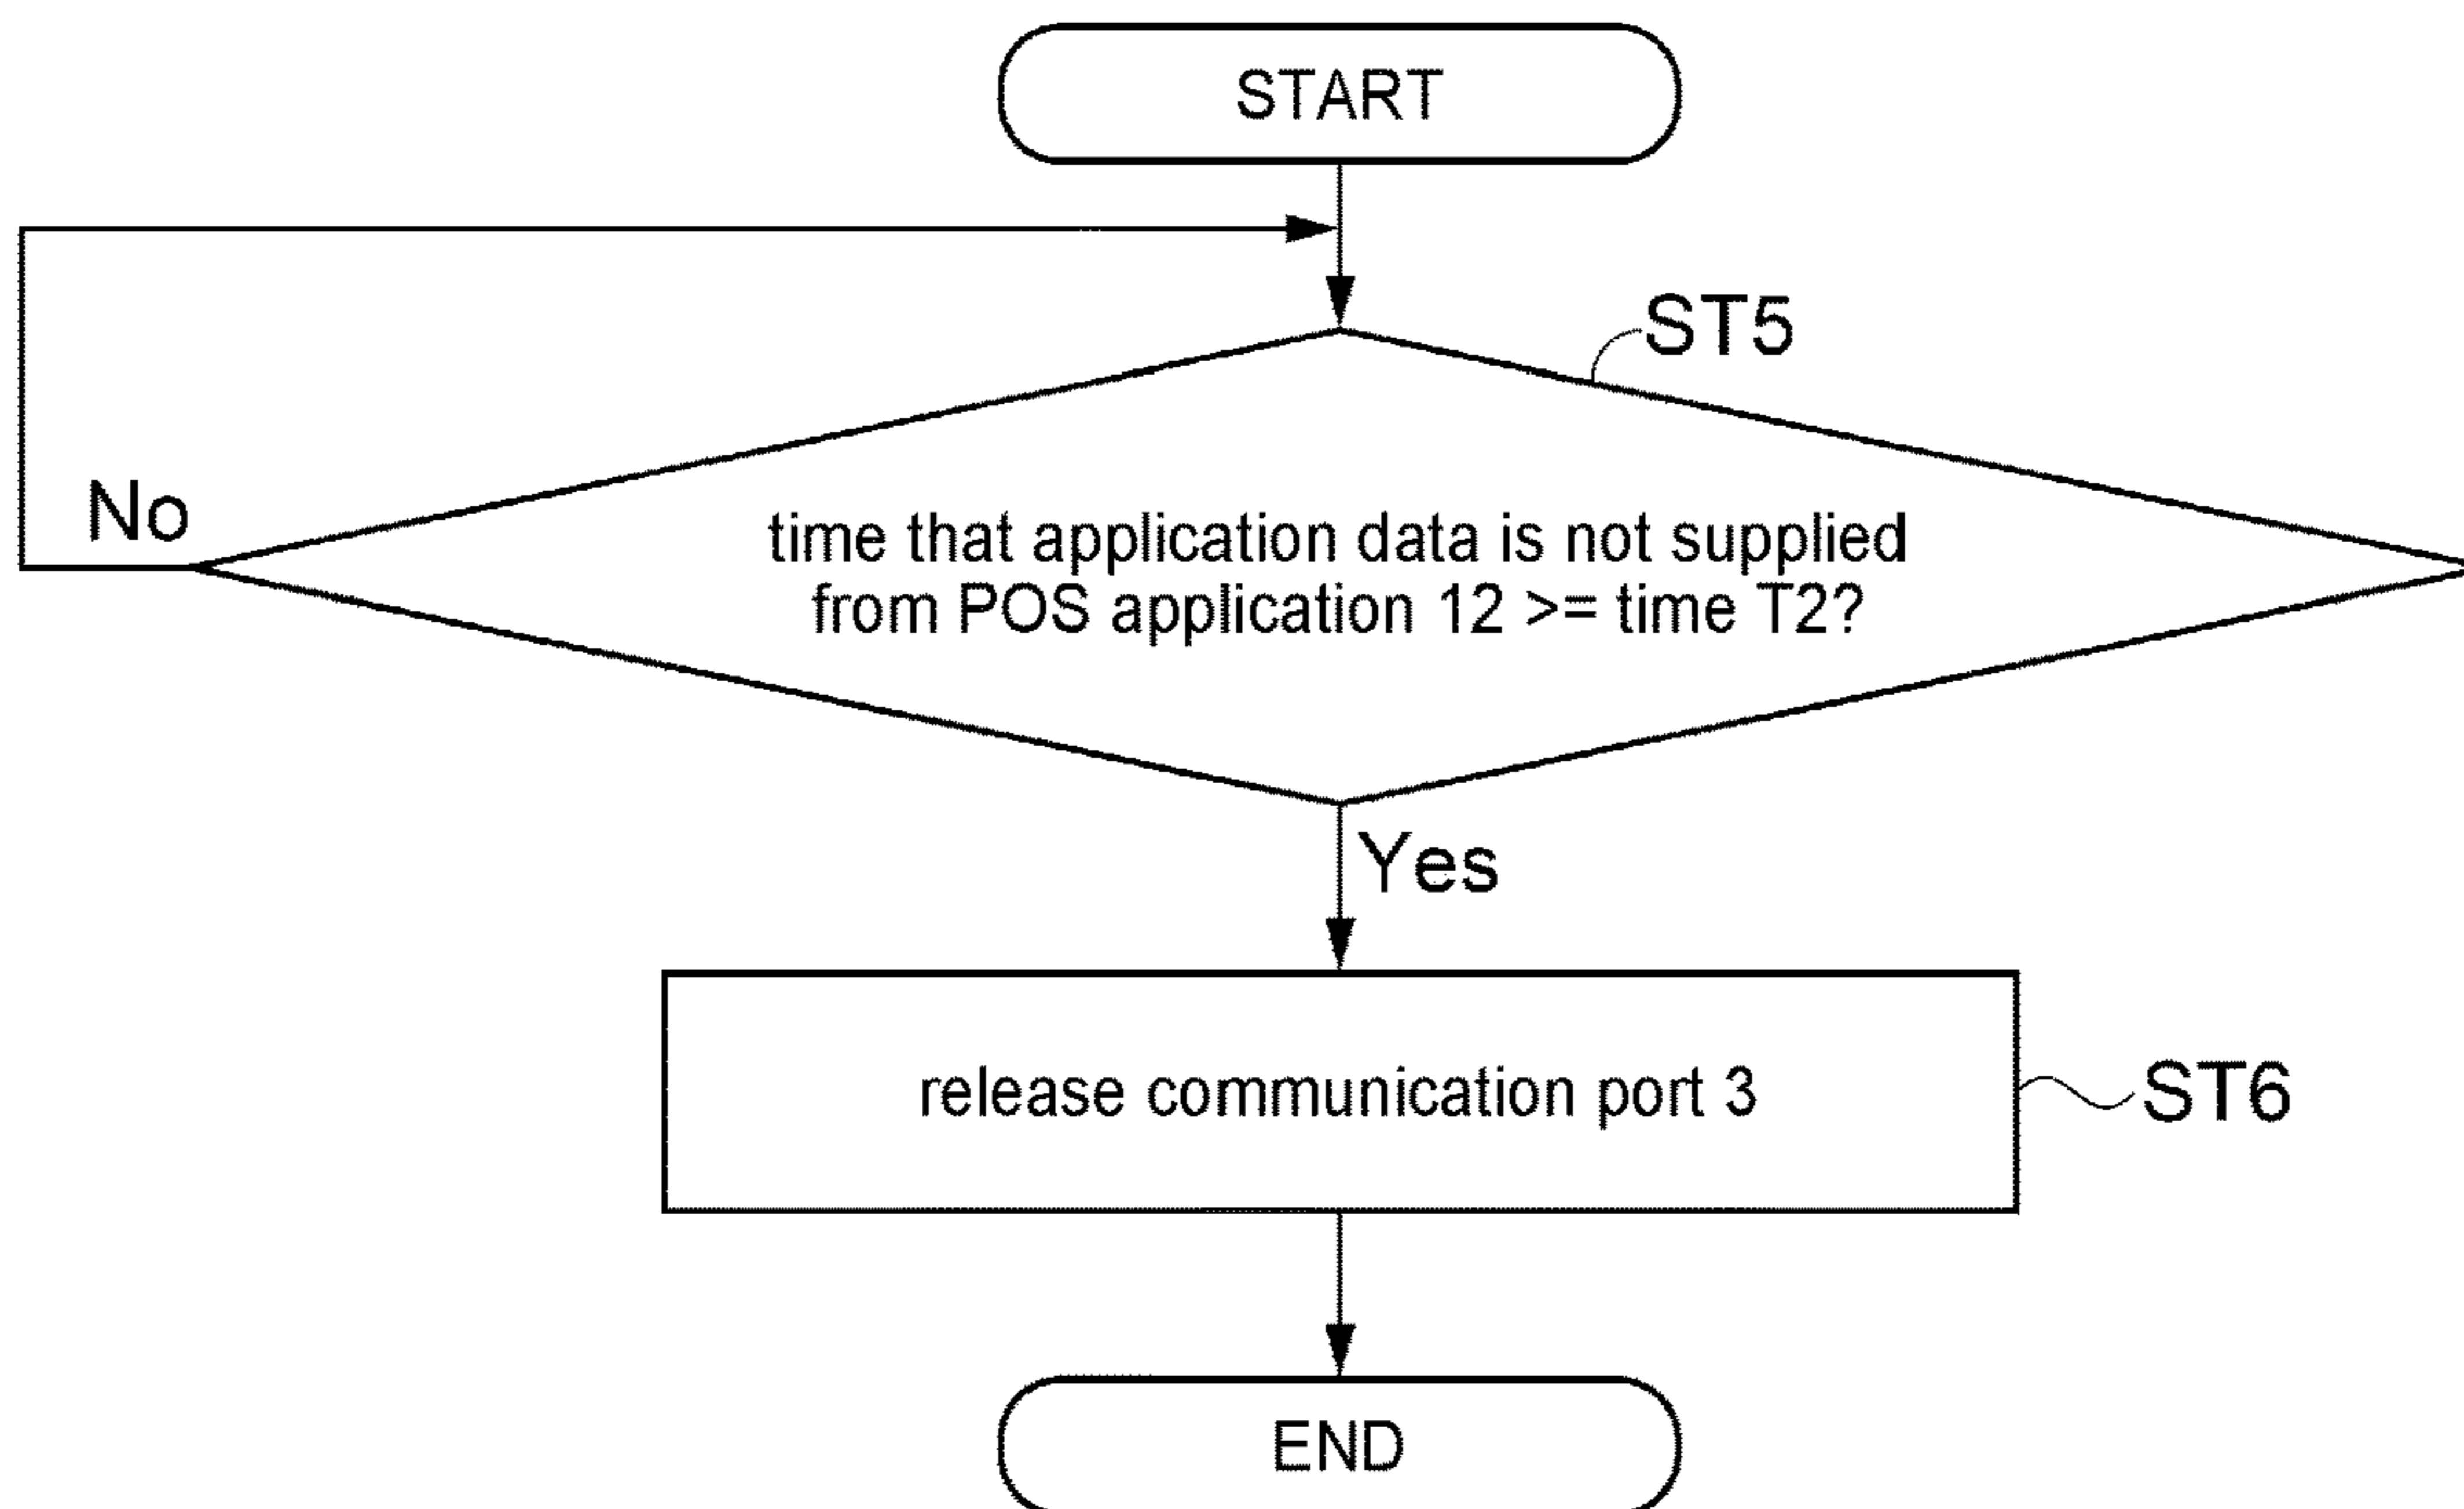 START
ST5
No
time that application data is not supplied
from POS application 12 >= time T2?
Yes
release communication port 3
ST6
END